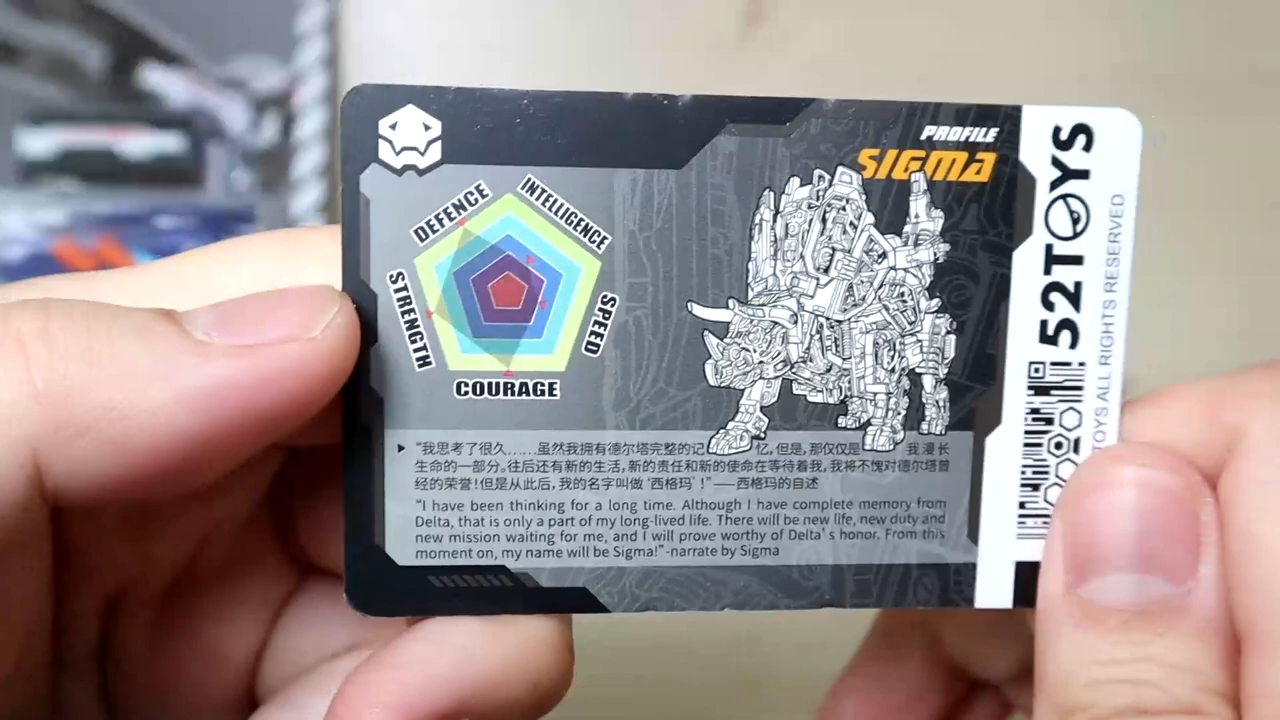 PROFILE
SIGMA
DEFENCE
INTELLIGENCE
STRENGTH
SPEED
COURAGE
“我思考了很久……虽然我拥有德尔塔完整的记忆,但是,那仅仅是我漫长
生命的一部分。往后还有新的生活,新的责任和新的使命在等待着我,我将不愧对德尔塔曾
经的荣誉!但是从此后,我的名字叫做‘西格玛’!”——西格玛的自述
“I have been thinking for a long time. Although I have complete memory from
Delta, that is only a part of my long-lived life. There will be new life, new duty and
new mission waiting for me, and I will prove worthy of Delta's honor. From this
moment on, my name will be Sigma!”-narrate by Sigma
52TOYS
TOYS ALL RIGHTS RESERVED